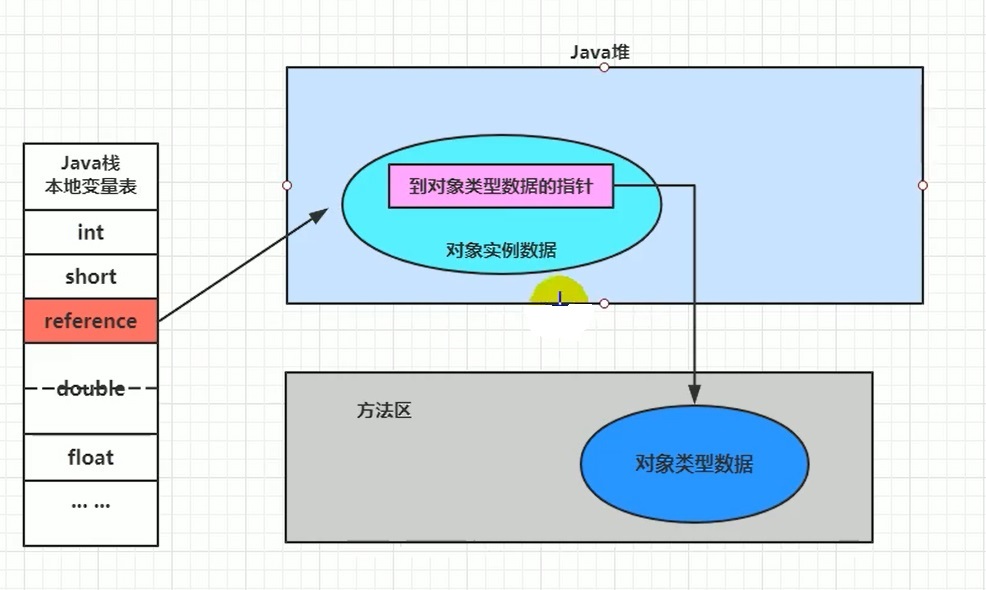 Java堆
Java栈
本地变量表
int
short
reference
double
float
... ...
到对象类型数据的指针
对象实例数据
方法区
对象类型数据